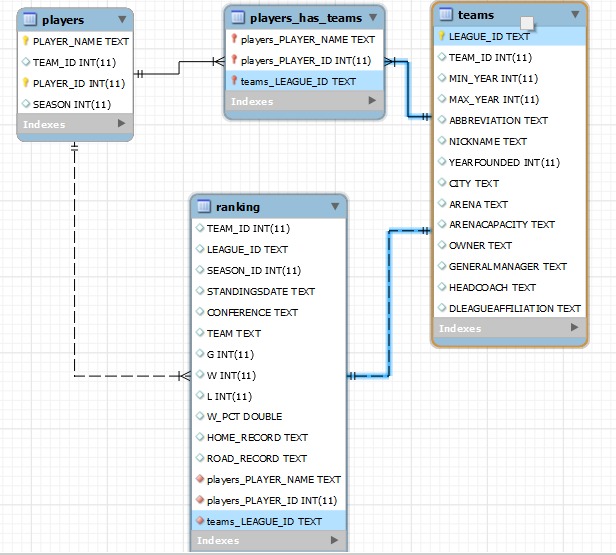 players
PLAYER_NAME TEXT
TEAM_ID INT(11)
PLAYER_ID INT(11)
SEASON INT(11)
Indexes
players_has_teams
players_PLAYER_NAME TEXT
players_PLAYER_ID INT(11)
teams_LEAGUE_ID TEXT
Indexes
teams
LEAGUE_ID TEXT
TEAM_ID INT(11)
MIN_YEAR INT(11)
MAX_YEAR INT(11)
ABBREVIATION TEXT
NICKNAME TEXT
YEARFOUNDED INT(11)
CITY TEXT
ARENA TEXT
ARENACAPACITY TEXT
OWNER TEXT
GENERALMANAGER TEXT
HEADCOACH TEXT
DLEAGUEAFFILIATION TEXT
Indexes
ranking
TEAM_ID INT(11)
LEAGUE_ID TEXT
SEASON_ID INT(11)
STANDINGSDATE TEXT
CONFERENCE TEXT
TEAM TEXT
G INT(11)
W INT(11)
L INT(11)
W_PCT DOUBLE
HOME_RECORD TEXT
ROAD_RECORD TEXT
players_PLAYER_NAME TEXT
players_PLAYER_ID INT(11)
teams_LEAGUE_ID TEXT
Indexes